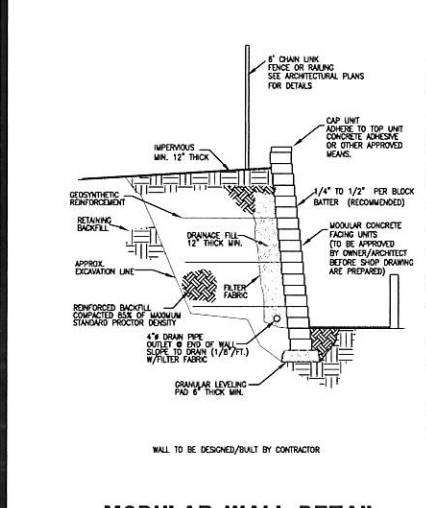 6' CHAIN LINK
FENCE OR RAILING
SEE ARCHITECTURAL PLANS
FOR DETAILS
CAP UNIT
ADHERE TO TOP UNIT
CONCRETE ADHESIVE
OR OTHER APPROVED
MEANS.
IMPERVIOUS
MIN. 12" THICK
GEOSYNTHETIC
REINFORCEMENT
1/4" TO 1/2" PER BLOCK
BATTER (RECOMMENDED)
RETAINING
BACKFILL
DRAINAGE FILL
12" THICK MIN.
MODULAR CONCRETE
FACING UNITS
(TO BE APPROVED
BY OWNER/ARCHITECT
BEFORE SHOP DRAWING
ARE PREPARED)
APPROX.
EXCAVATION LINE
FILTER
FABRIC
REINFORCED BACKFILL
COMPACTED 85% OF MAXIMUM
STANDARD PROCTOR DENSITY
4"ø DRAIN PIPE
OUTLET @ END OF WALL
SLOPE TO DRAIN (1/8"/FT.)
W/FILTER FABRIC
GRANULAR LEVELING
PAD 6" THICK MIN.
WALL TO BE DESIGNED/BUILT BY CONTRACTOR
MODULAR WALL DETAIL